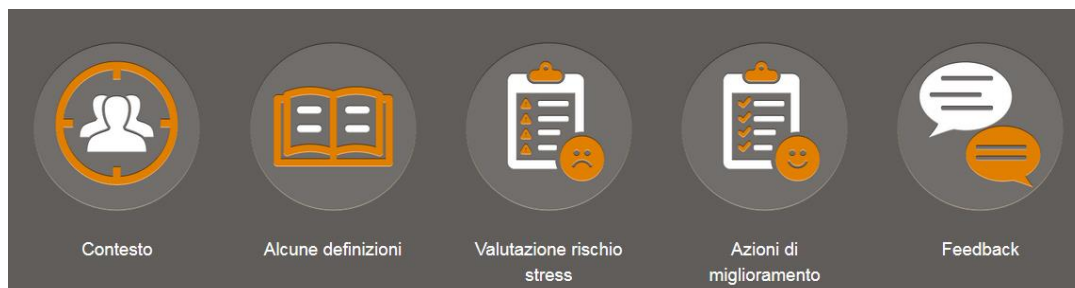 Contesto
Alcune definizioni
Valutazione rischio
stress
Azioni di
miglioramento
Feedback